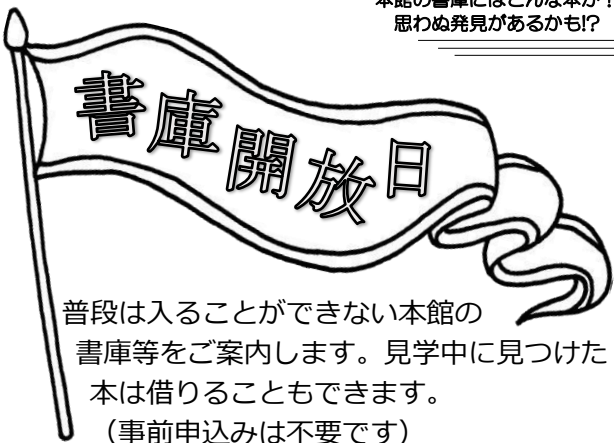 本館の書庫にはどんな本が！
思わぬ発見があるかも!?
書庫開放日
普段は入ることができない本館の
書庫等をご案内します。見学中に見つけた
本は借りることもできます。
（事前申込みは不要です）